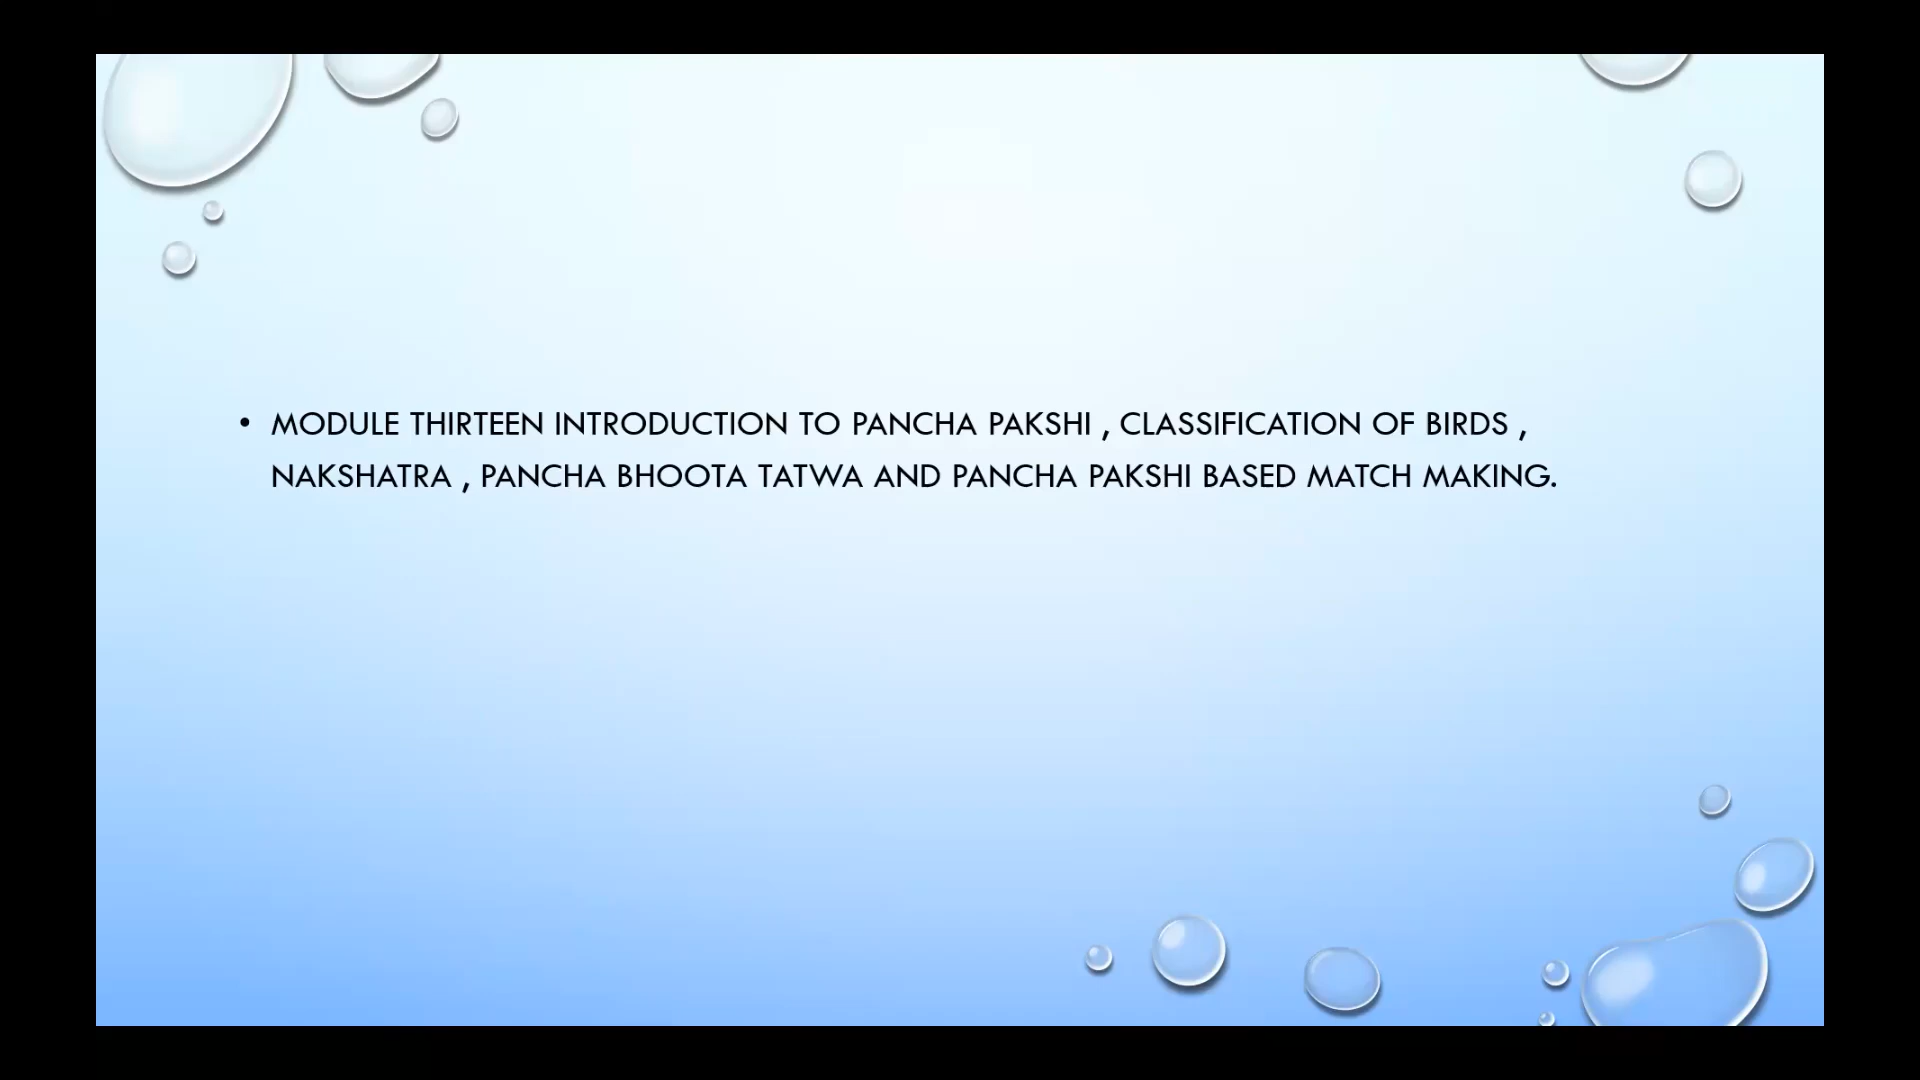 • MODULE THIRTEEN INTRODUCTION TO PANCHA PAKSHI , CLASSIFICATION OF BIRDS ,
NAKSHATRA , PANCHA BHOOTA TATWA AND PANCHA PAKSHI BASED MATCH MAKING.